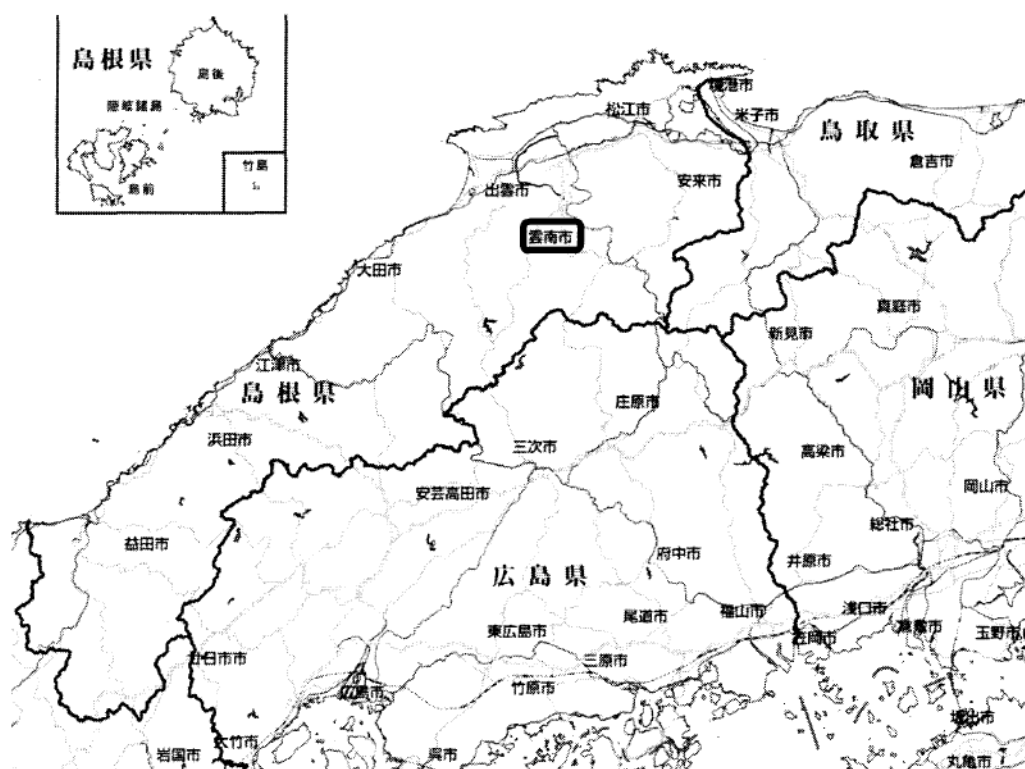 島根県
島後
隠岐諸島
竹島
島前
境港市
松江市
米子市
鳥取県
倉吉市
安来市
出雲市
雲南市
大田市
真庭市
新見市
江津市
島根県
岡山県
庄原市
浜田市
三次市
高梁市
安芸高田市
岡山市
総社市
益田市
府中市
井原市
広島県
浅口市
福山市
尾道市
東広島市
倉敷市
玉野市
笠岡市
廿日市市
三原市
竹原市
広島市
坂出市
大竹市
岩国市
呉市
丸亀市